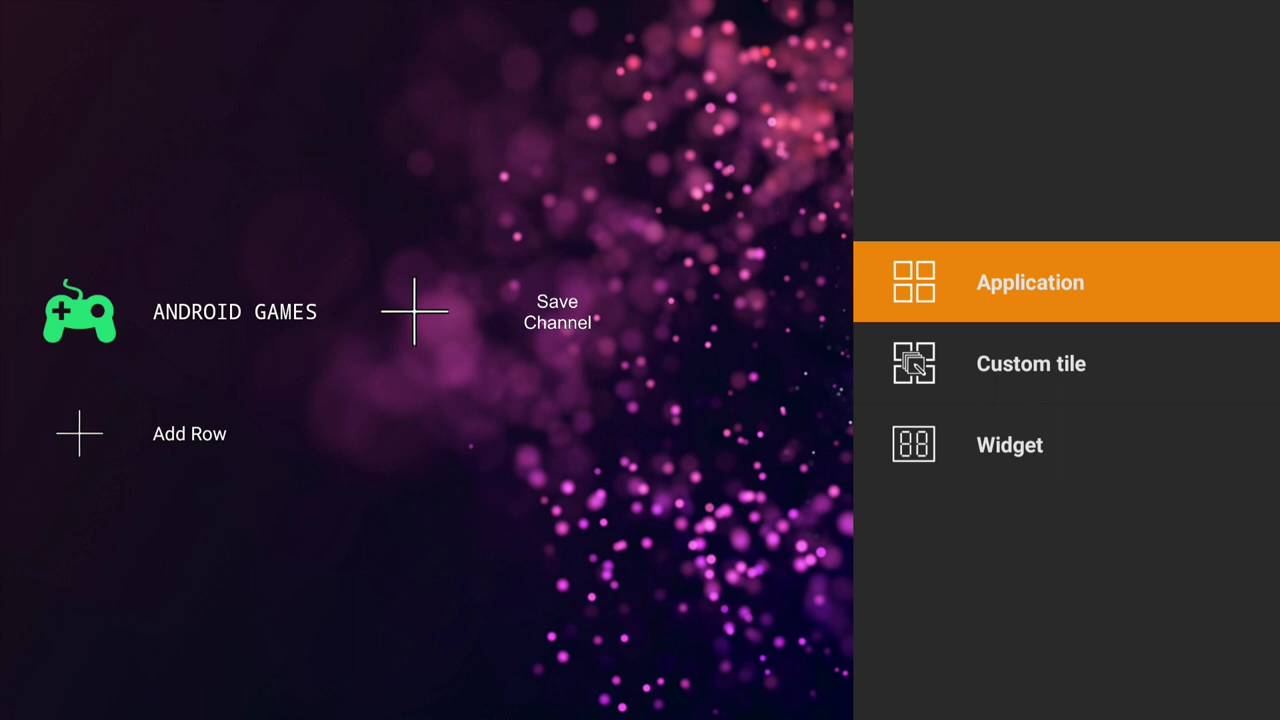 ANDROID GAMES
Save
Channel
Add Row
Application
Custom tile
Widget